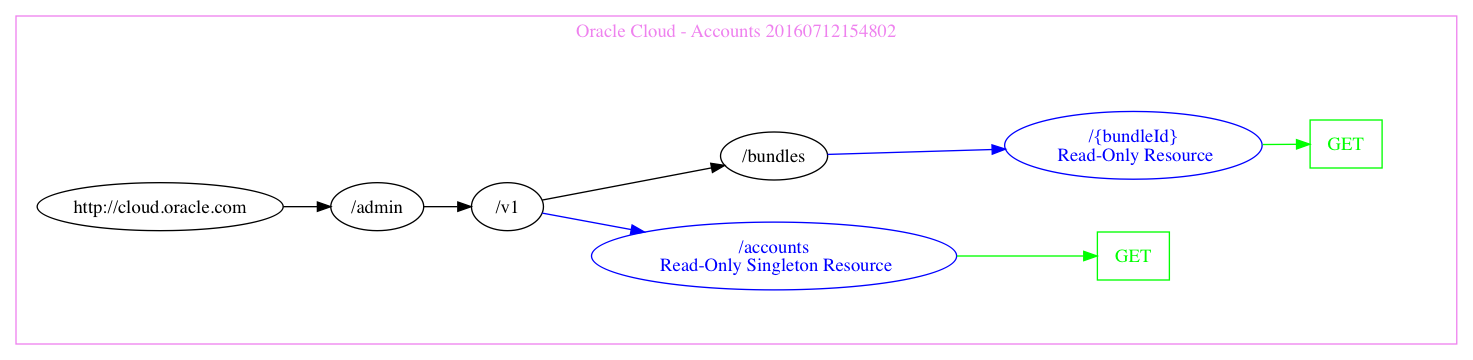 Oracle Cloud - Accounts 20160712154802
http://cloud.oracle.com
/admin
/v1
/bundles
/{bundleId}
Read-Only Resource
GET
/accounts
Read-Only Singleton Resource
GET